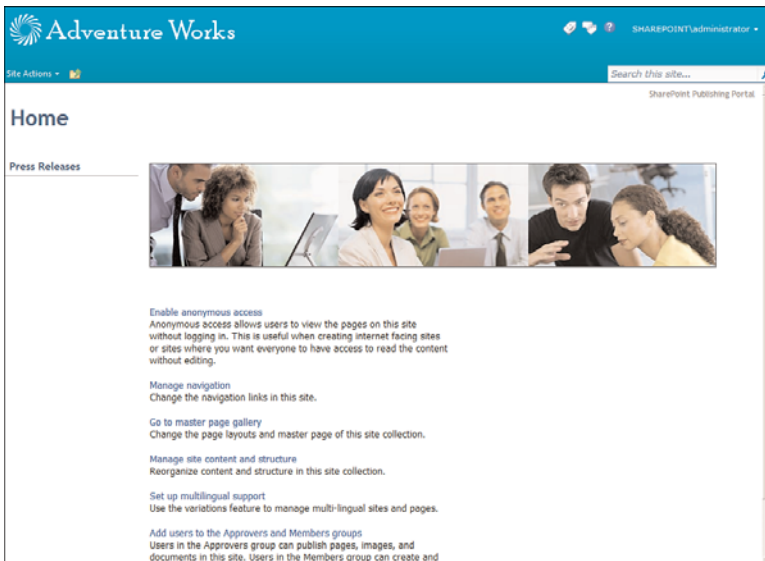 Adventure Works
SHAREPOINT\administrator
Site Actions
Search this site...
SharePoint Publishing Portal
Home
Press Releases
Enable anonymous access
Anonymous access allows users to view the pages on this site
without logging in. This is useful when creating internet facing sites
or sites where you want everyone to have access to read the content
without editing.
Manage navigation
Change the navigation links in this site.
Go to master page gallery
Change the page layouts and master page of this site collection.
Manage site content and structure
Reorganize content and structure in this site collection.
Set up multilingual support
Use the variations feature to manage multi-lingual sites and pages.
Add users to the Approvers and Members groups
Users in the Approvers group can publish pages, images, and
documents in this site. Users in the Members group can create and